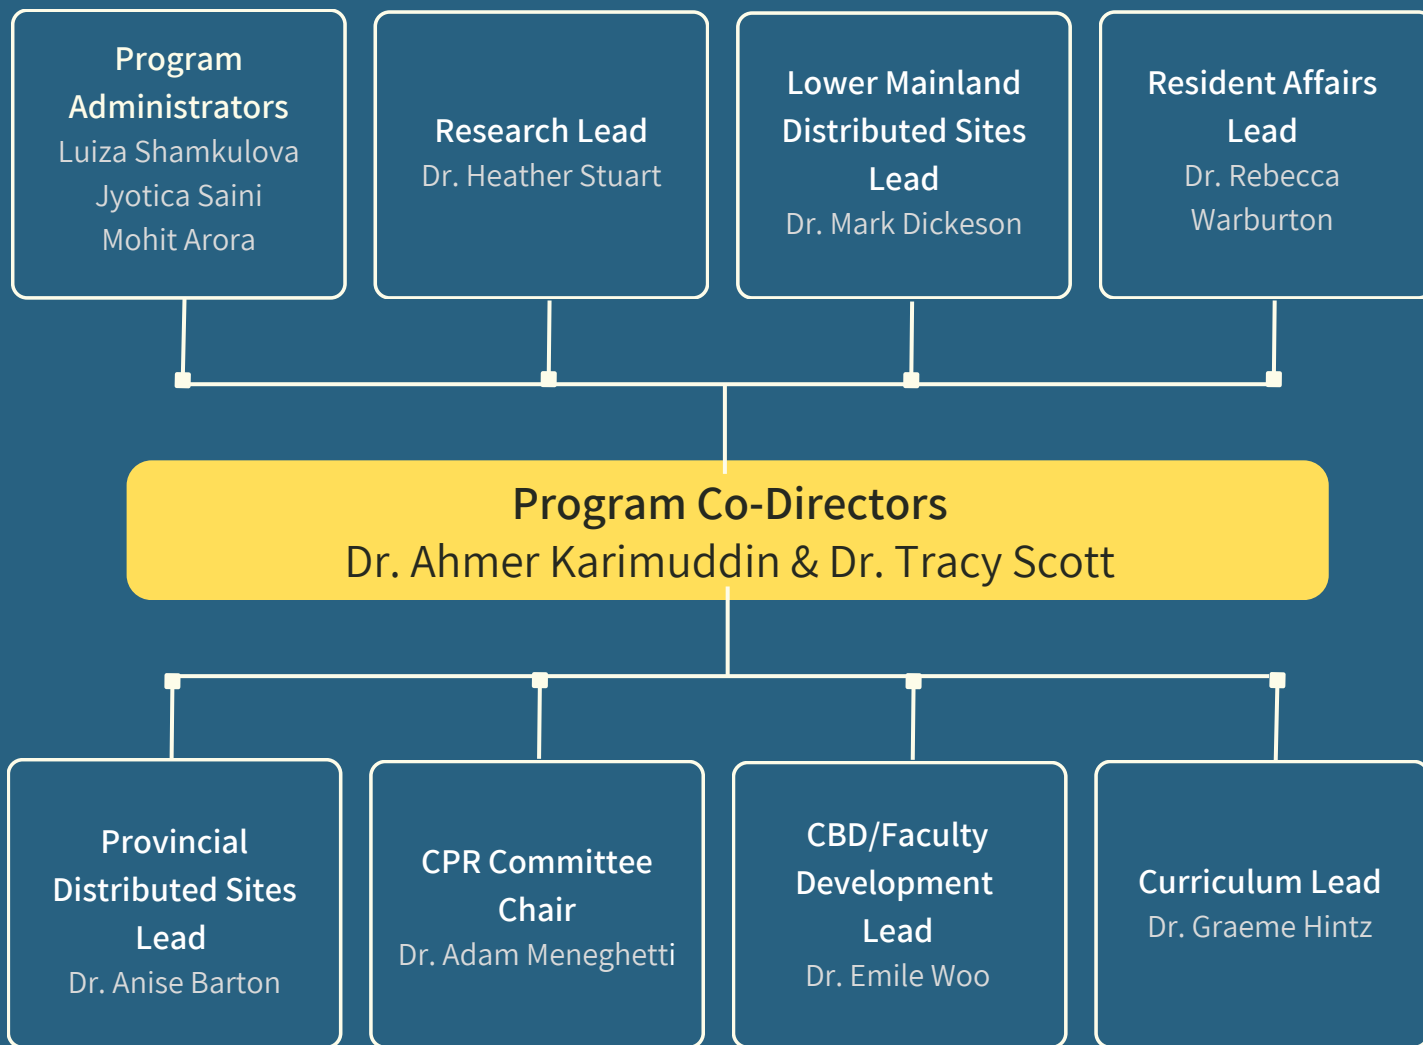 Program
Administrators
Luiza Shamkulova
Jyotica Saini
Mohit Arora
Research Lead
Dr. Heather Stuart
Lower Mainland
Distributed Sites
Lead
Dr. Mark Dickeson
Resident Affairs
Lead
Dr. Rebecca
Warburton
Program Co-Directors
Dr. Ahmer Karimuddin & Dr. Tracy Scott
Provincial
Distributed Sites
Lead
Dr. Anise Barton
CPR Committee
Chair
Dr. Adam Meneghetti
CBD/Faculty
Development
Lead
Dr. Emile Woo
Curriculum Lead
Dr. Graeme Hintz